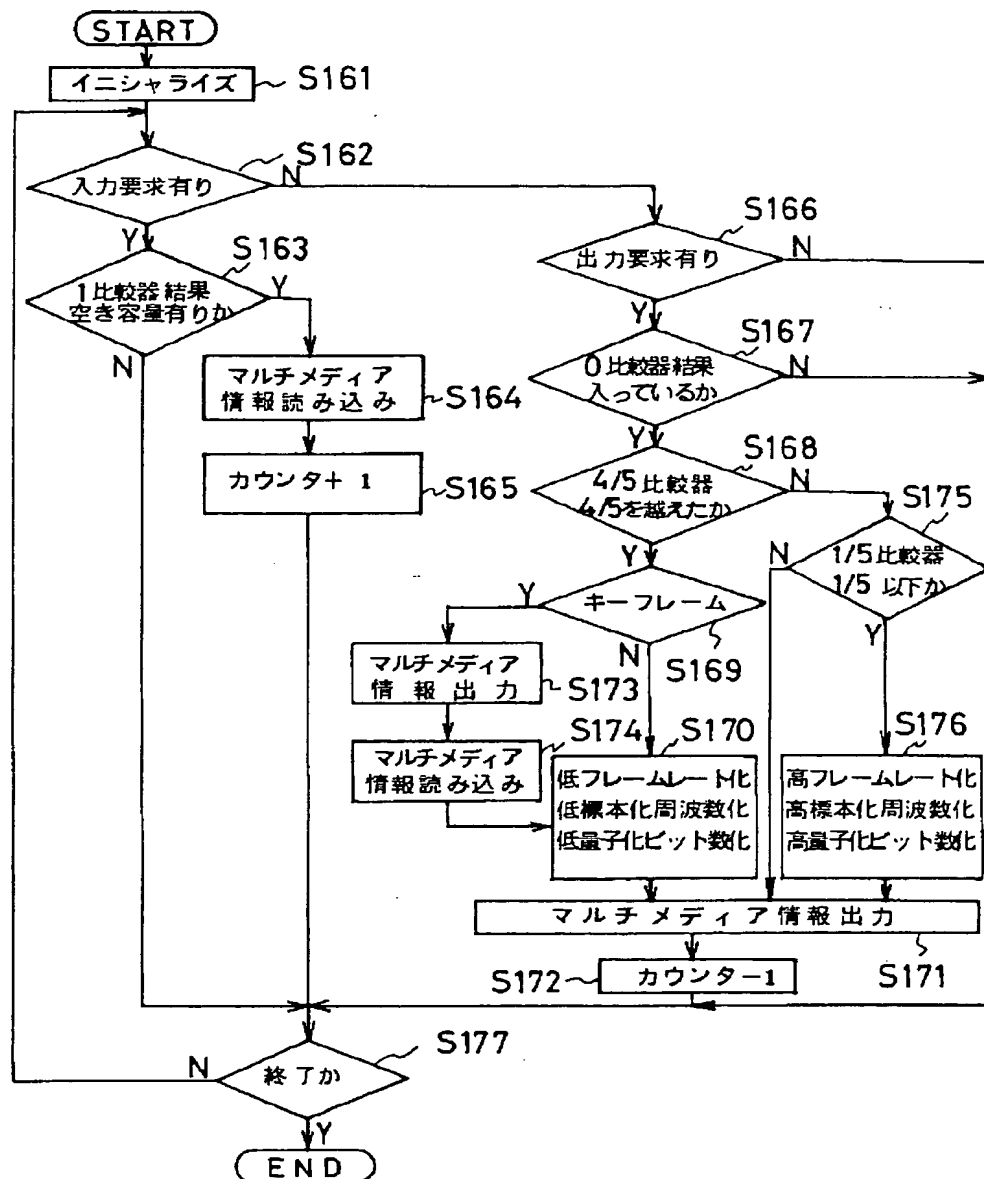 START
イニシャライズ
S161
S162
入力要求有り
N
Y
S163
1比較器結果
空き容量有りか
Y
N
マルチメディア
情報読み込み
S164
カウンタ+ 1
S165
S166
出力要求有り
N
Y
S167
0比較器結果
入っているか
N
Y
S168
4/5比較器
4/5を越えたか
N
Y
S175
1/5比較器
1/5以下か
N
Y
キーフレーム
Y
N
S169
マルチメディア
情報出力
S173
S174
マルチメディア
情報読み込み
S170
低フレームレート化
低標本化周波数化
低量子化ビット数化
S176
高フレームレート化
高標本化周波数化
高量子化ビット数化
マルチメディア情報出力
S171
S172
カウンター1
S177
終了か
N
Y
END